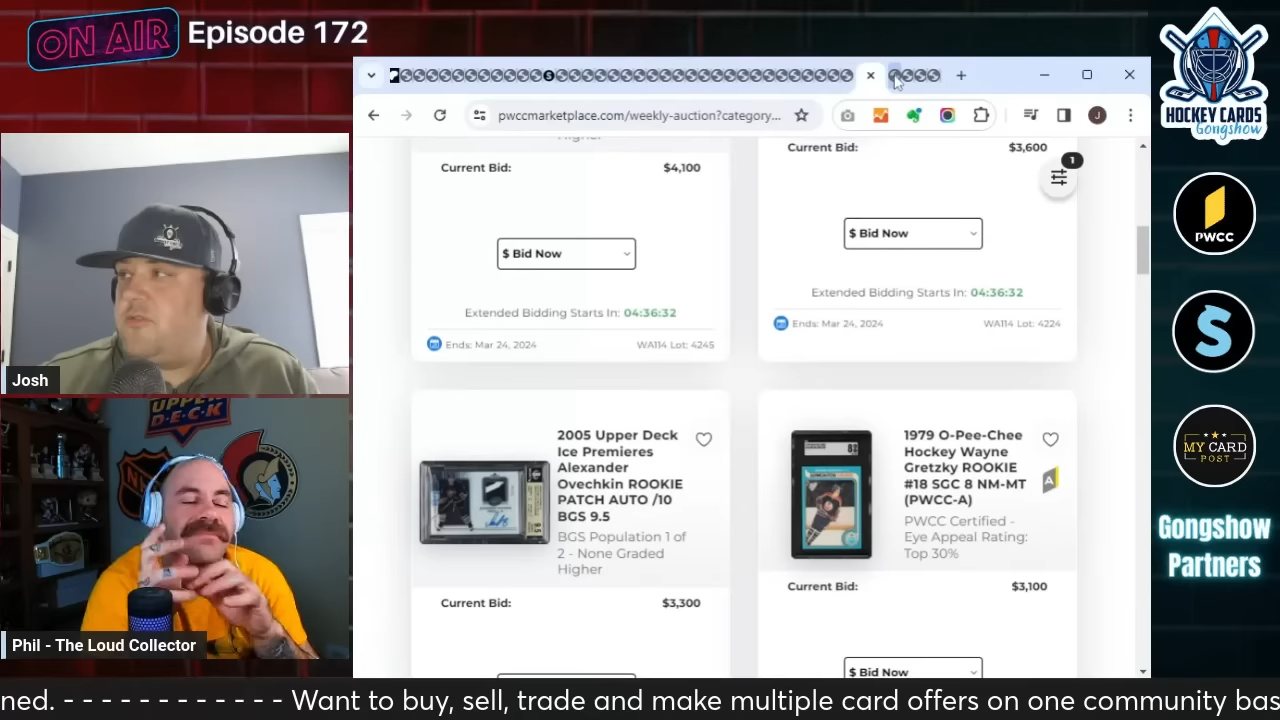 ON AIR
Episode 172
HOCKEY CARDS
Gongshow
pwccmarketplace.com/weekly-auction?category...
J
Higher
Current Bid:
$4,100
$ Bid Now
Extended Bidding Starts In: 04:36:32
Ends: Mar 24, 2024
WA114 Lot: 4245
Current Bid:
$3,600
1
$ Bid Now
Extended Bidding Starts In: 04:36:32
Ends: Mar 24, 2024
WA114 Lot: 4224
2005 Upper Deck
Ice Premieres
Alexander
Ovechkin ROOKIE
PATCH AUTO /10
BGS 9.5
BGS Population 1 of
2 - None Graded
Higher
Current Bid:
$3,300
1979 O-Pee-Chee
Hockey Wayne
Gretzky ROOKIE
#18 SGC 8 NM-MT
(PWCC-A)
A
PWCC Certified -
Eye Appeal Rating:
Top 30%
Current Bid:
$3,100
$ Bid Now
Josh
UPPER
DECK
Phil - The Loud Collector
PWCC
S
MY CARD
POST
Gongshow
Partners
ned. - - - - - - - - - - - - Want to buy, sell, trade and make multiple card offers on one community bas